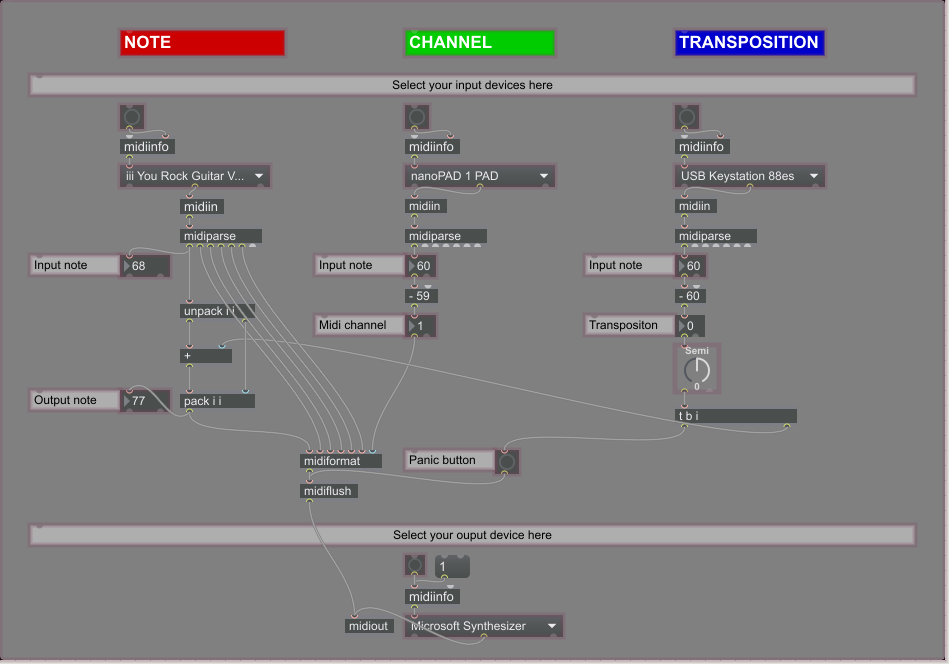 NOTE
CHANNEL
TRANSPOSITION
Select your input devices here
midiinfo
midiinfo
midiinfo
iii You Rock Guitar V...
nanoPAD 1 PAD
USB Keystation 88es
midiin
midiin
midiin
midiparse
midiparse
midiparse
Input note
68
Input note
60
Input note
60
- 59
- 60
unpack i i
Midi channel
1
Transpositon
0
+
Semi
0
Output note
77
pack i i
t b i
midiformat
Panic button
midiflush
Select your ouput device here
1
midiinfo
midiout
Microsoft Synthesizer